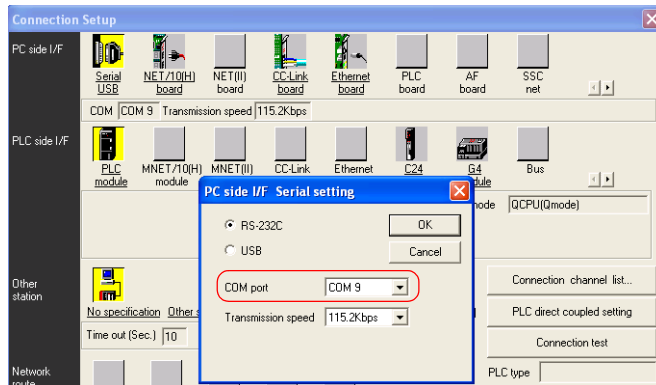 Connection Setup
PC side I/F
Serial USB
NET/10(H) board
NET(II) board
CC-Link board
Ethernet board
PLC board
AF board
SSC net
COM COM 9 Transmission speed 115.2Kbps
PLC side I/F
PLC module
MNET/10(H) module
MNET(II)
CC-Link
Ethernet
C24
G4
Bus
QCPU(Qmode)
PC side I/F Serial setting
RS-232C
OK
USB
Cancel
COM port COM 9
Transmission speed 115.2Kbps
Other station
No specification
Other
Time out (Sec.) 10
Connection channel list...
PLC direct coupled setting
Connection test
PLC type
Network